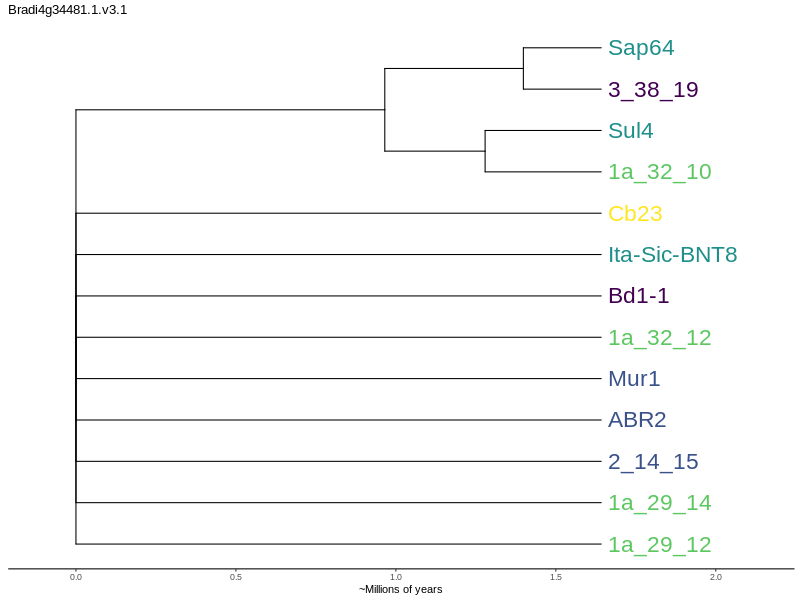 Bradi4g34481.1.v3.1
Sap64
3_38_19
Sul4
1a_32_10
Cb23
Ita-Sic-BNT8
Bd1-1
1a_32_12
Mur1
ABR2
2_14_15
1a_29_14
1a_29_12
0.0 0.5 1.0 1.5 2.0
~Millions of years